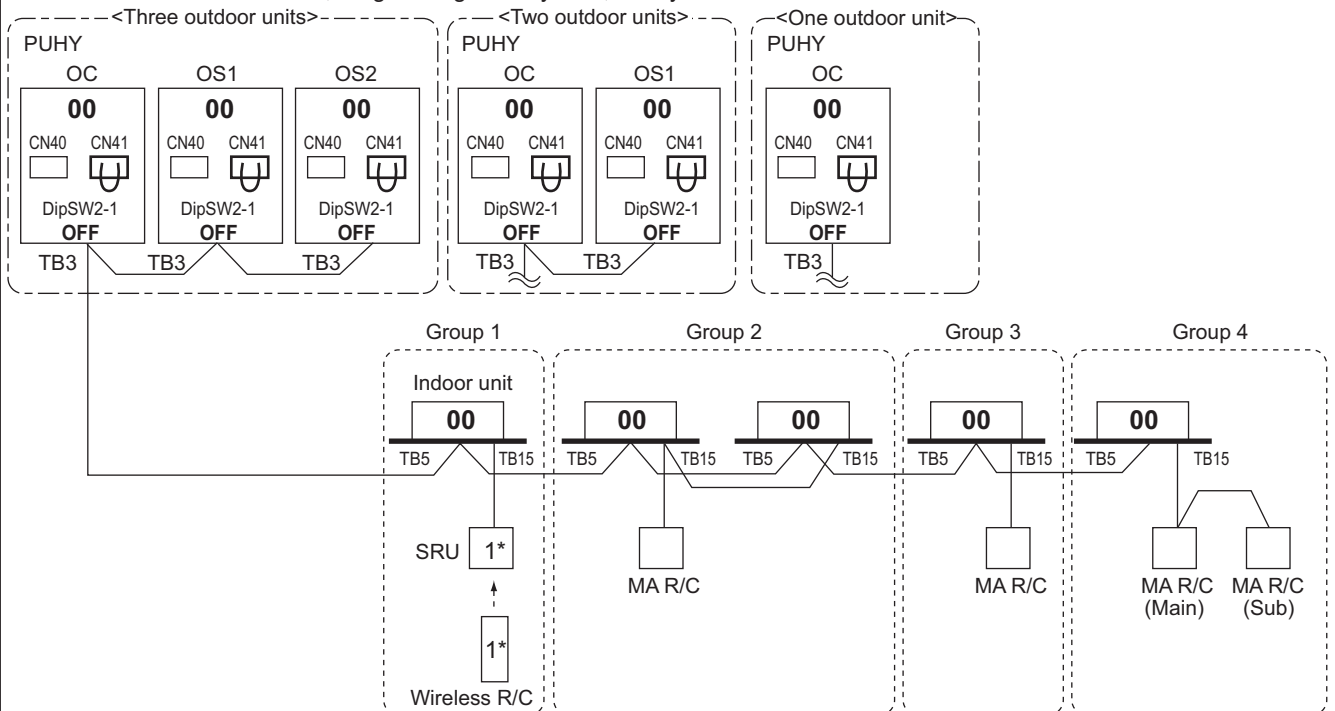 <Three outdoor units>
<Two outdoor units>
<One outdoor unit>
PUHY
PUHY
PUHY
OC OS1 OS2
OC OS1
OC
00 00 00
00 00
00
CN40 CN41 CN40 CN41 CN40 CN41
CN40 CN41 CN40 CN41
CN40 CN41
DipSW2-1 DipSW2-1 DipSW2-1
DipSW2-1 DipSW2-1
DipSW2-1
OFF OFF OFF
OFF OFF
OFF
TB3 TB3 TB3
TB3 TB3
TB3
Group 1 Group 2 Group 3 Group 4
Indoor unit
00 00 00 00 00
TB5 TB15 TB5 TB15 TB5 TB15 TB5 TB15 TB5 TB15
SRU 1*
MA R/C
MA R/C
MA R/C
(Main)
MA R/C
(Sub)
1*
Wireless R/C